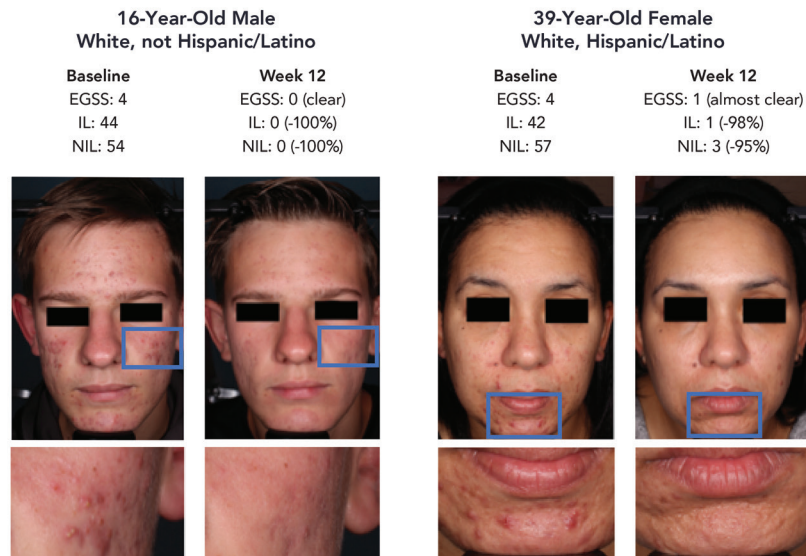 16-Year-Old Male
White, not Hispanic/Latino
Baseline
EGSS: 4
IL: 44
NIL: 54
Week 12
EGSS: 0 (clear)
IL: 0 (-100%)
NIL: 0 (-100%)
39-Year-Old Female
White, Hispanic/Latino
Baseline
EGSS: 4
IL: 42
NIL: 57
Week 12
EGSS: 1 (almost clear)
IL: 1 (-98%)
NIL: 3 (-95%)